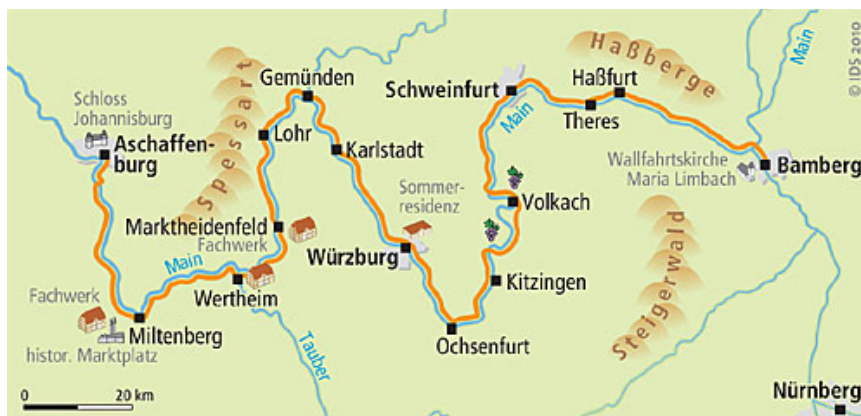 Main
© IDS 2010
Haßberge
Gemünden
Schweinfurt
Haßfurt
Main
Theres
Schloss
Johannisburg
Spessart
Aschaffen-
burg
Lohr
Karlstadt
Wallfahrtskirche
Maria Limbach
Bamberg
Sommer-
residenz
Volkach
Marktheidenfeld
Fachwerk
Würzburg
Steigerwald
Main
Wertheim
Kitzingen
Fachwerk
Miltenberg
histor. Marktplatz
Tauber
Ochsenfurt
Nürnberg
0 20 km